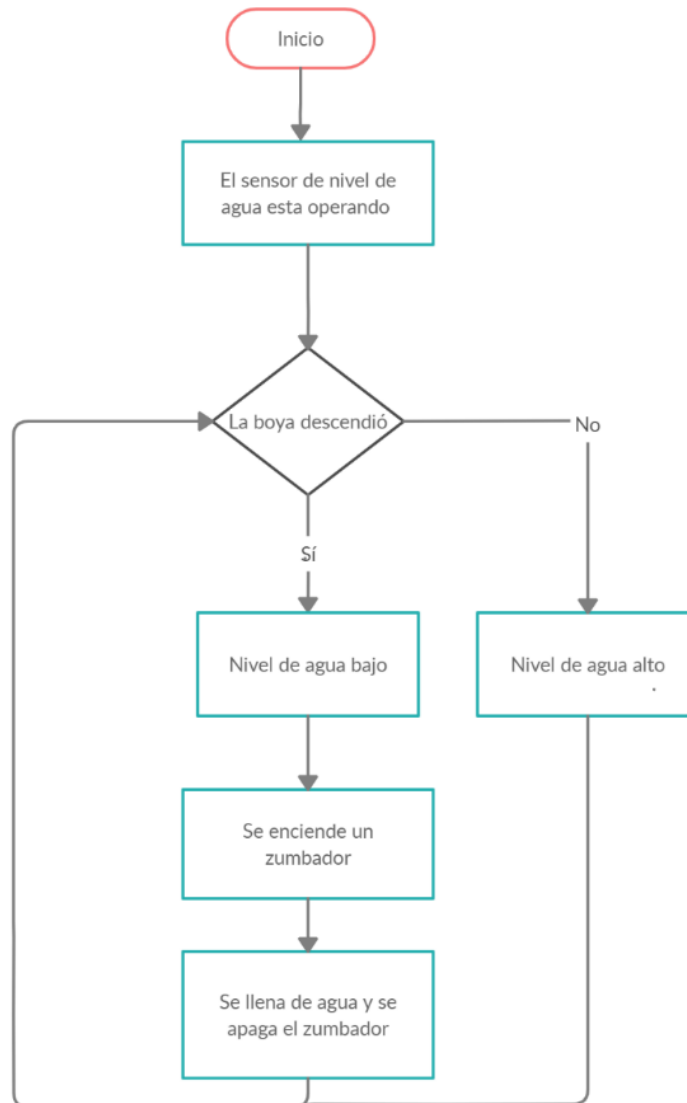 Inicio
El sensor de nivel de
agua esta operando
La boya descendió
No
Sí
Nivel de agua bajo
Nivel de agua alto
.
Se enciende un
zumbador
Se llena de agua y se
apaga el zumbador